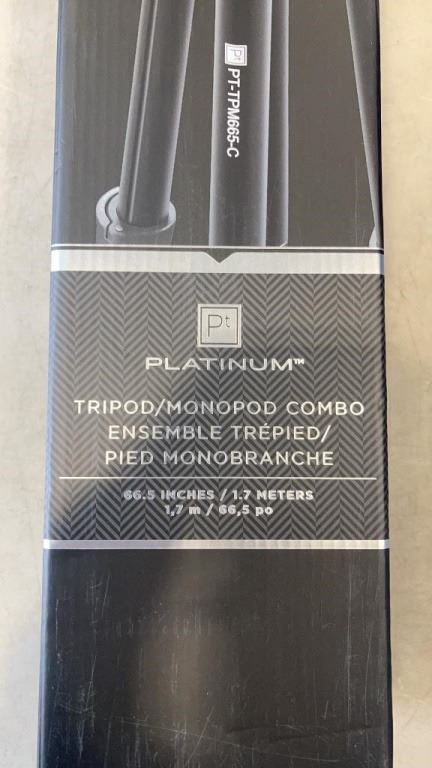 Pt PT-TPM665-C
Pt
PLATINUM™
TRIPOD/MONOPOD COMBO
ENSEMBLE TRÉPIED/
PIED MONOBRANCHE
66.5 INCHES / 1.7 METERS
1,7 m / 66,5 po